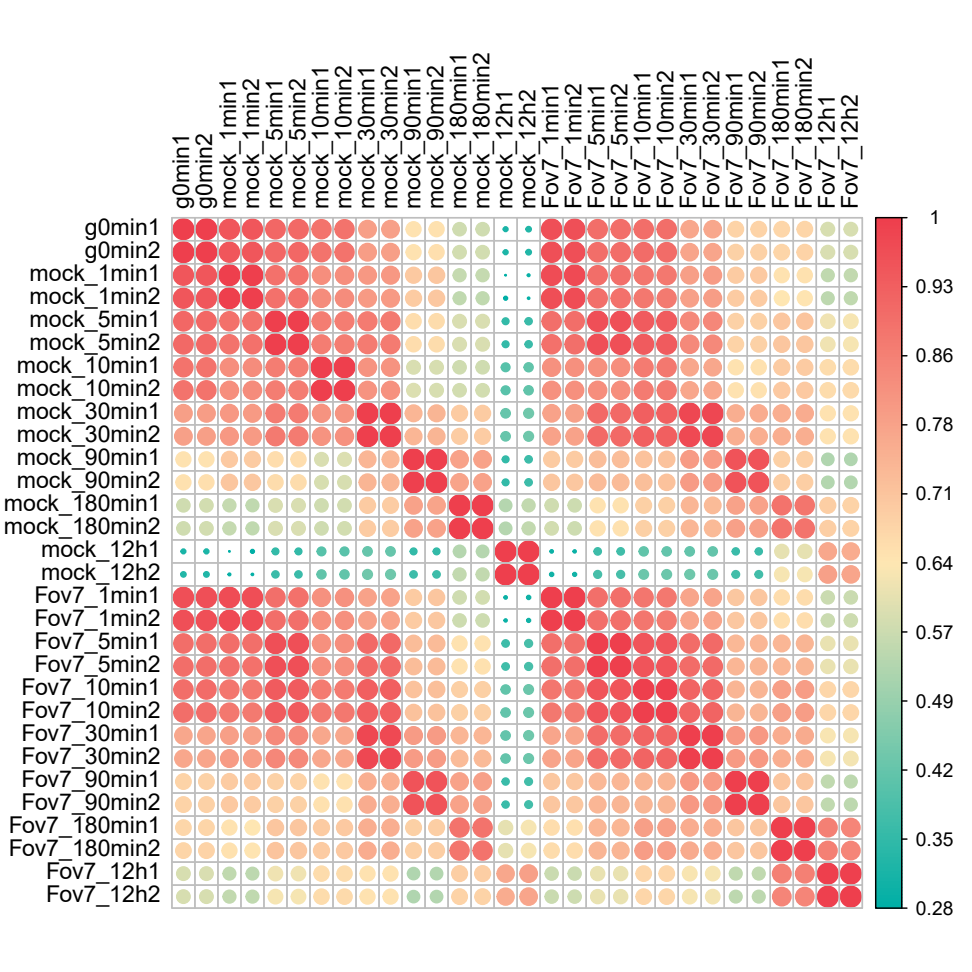 g0min1
g0min2
mock_1min1
mock_1min2
mock_5min1
mock_5min2
mock_10min1
mock_10min2
mock_30min1
mock_30min2
mock_90min1
mock_90min2
mock_180min1
mock_180min2
mock_12h1
mock_12h2
Fov7_1min1
Fov7_1min2
Fov7_5min1
Fov7_5min2
Fov7_10min1
Fov7_10min2
Fov7_30min1
Fov7_30min2
Fov7_90min1
Fov7_90min2
Fov7_180min1
Fov7_180min2
Fov7_12h1
Fov7_12h2
g0min1
g0min2
mock_1min1
mock_1min2
mock_5min1
mock_5min2
mock_10min1
mock_10min2
mock_30min1
mock_30min2
mock_90min1
mock_90min2
mock_180min1
mock_180min2
mock_12h1
mock_12h2
Fov7_1min1
Fov7_1min2
Fov7_5min1
Fov7_5min2
Fov7_10min1
Fov7_10min2
Fov7_30min1
Fov7_30min2
Fov7_90min1
Fov7_90min2
Fov7_180min1
Fov7_180min2
Fov7_12h1
Fov7_12h2
1
0.93
0.86
0.78
0.71
0.64
0.57
0.49
0.42
0.35
0.28